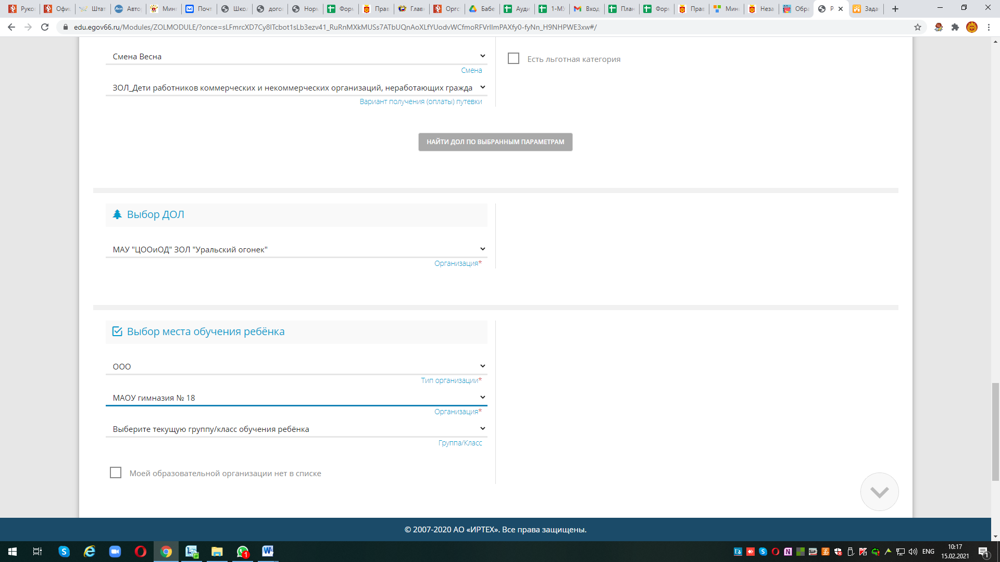 Руко
Офиц
Штат
Авто
Минп
Почт
Шко
дого
Норм
Форм
Прав
Глав
Оргс
Бабе
Ауди
1-МУ
Вход
План
Форм
Прав
Мин
Неза
Обра
Р
Зада
edu.egov66.ru/Modules/ZOLMODULE/?once=sLFmrcXD7Cy8ITcbot1sLb3ezv41_RuRnMXkMUSs7ATbUQnAoXLfYUodvWCfmoRFVrIlmPAXfy0-fyNn_H9NHPWE3xw#/
Смена Весна
Смена
ЗОЛ_Дети работников коммерческих и некоммерческих организаций, неработающих гражда
Вариант получения (оплаты) путевки
Есть льготная категория
НАЙТИ ДОЛ ПО ВЫБРАННЫМ ПАРАМЕТРАМ
Выбор ДОЛ
МАУ "ЦООиОД" ЗОЛ "Уральский огонек"
Организация*
Выбор места обучения ребёнка
ООО
Тип организации*
МАОУ гимназия № 18
Организация*
Выберите текущую группу/класс обучения ребёнка
Группа/Класс
Моей образовательной организации нет в списке
© 2007-2020 АО «ИРТЕХ». Все права защищены.
ENG
10:17
15.02.2021